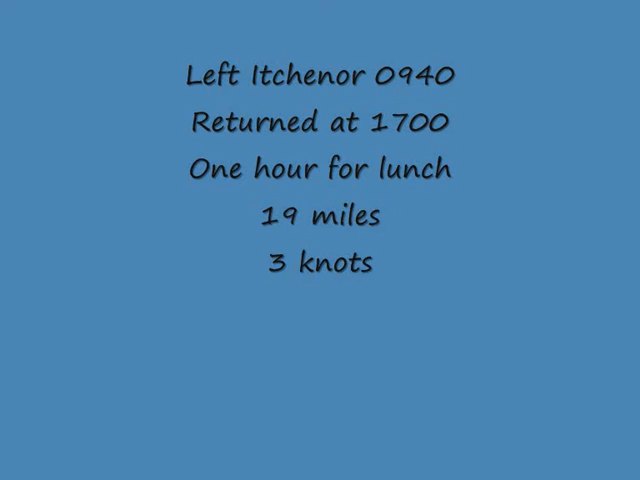 Left Itchenor 0940
Returned at 1700
One hour for lunch
19 miles
3 knots